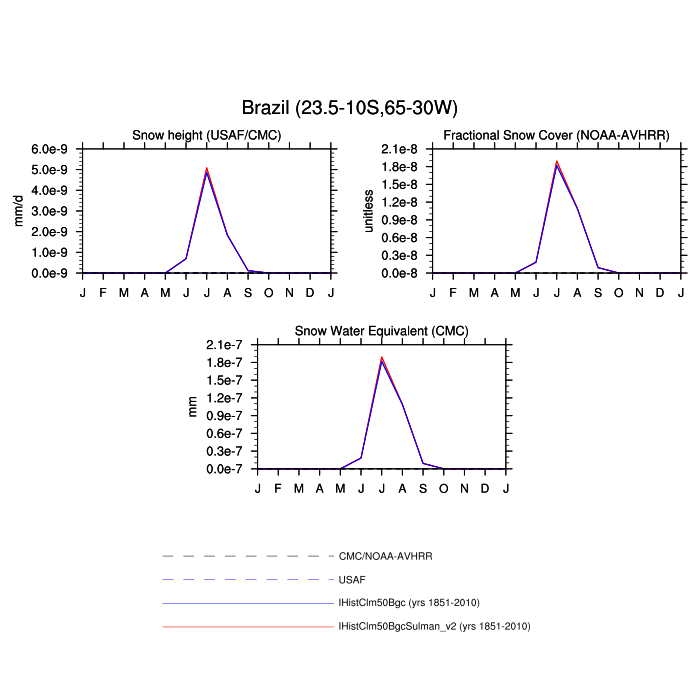 Brazil (23.5-10S,65-30W)
Snow height (USAF/CMC)
6.0e-9
5.0e-9
4.0e-9
3.0e-9
2.0e-9
1.0e-9
0.0e-9
mm/d
J F M A M J J A S O N D J
Fractional Snow Cover (NOAA-AVHRR)
2.1e-8
1.8e-8
1.5e-8
1.2e-8
0.9e-8
0.6e-8
0.3e-8
0.0e-8
unitless
J F M A M J J A S O N D J
Snow Water Equivalent (CMC)
2.1e-7
1.8e-7
1.5e-7
1.2e-7
0.9e-7
0.6e-7
0.3e-7
0.0e-7
mm
J F M A M J J A S O N D J
CMC/NOAA-AVHRR
USAF
IHistClm50Bgc (yrs 1851-2010)
IHistClm50BgcSulman_v2 (yrs 1851-2010)